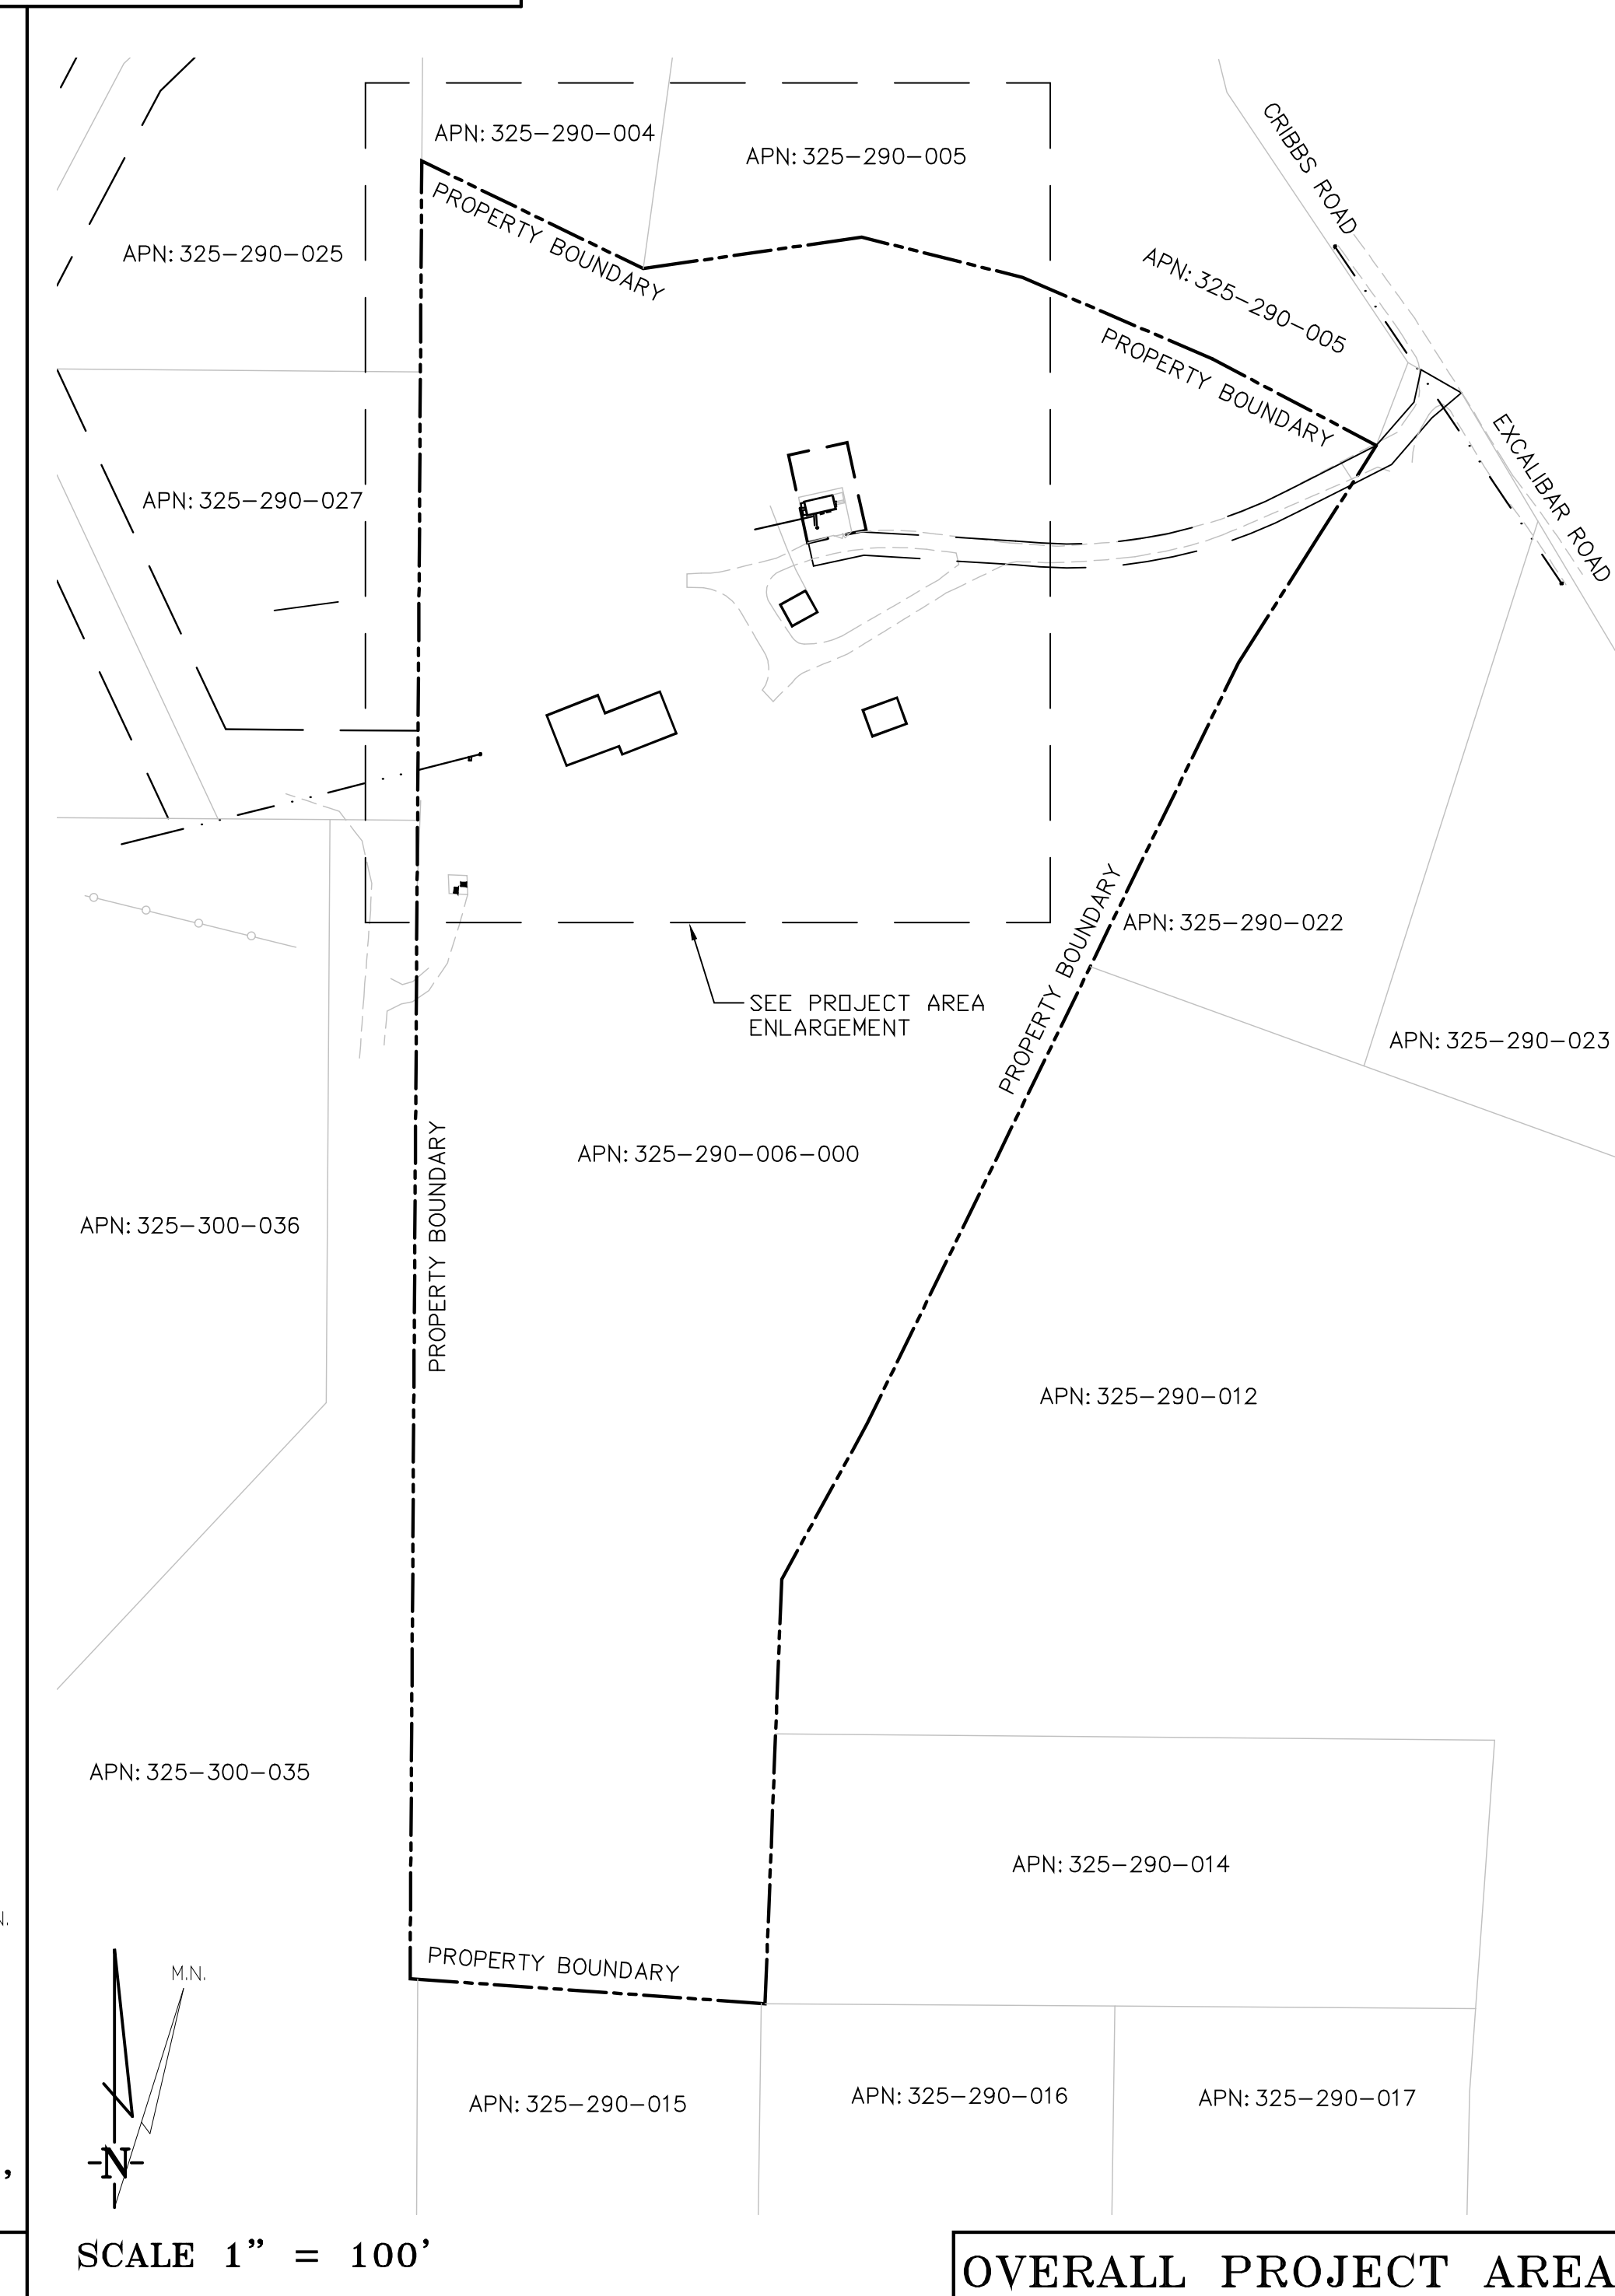 APN: 325-290-004
APN: 325-290-005
CRIBBS ROAD
PROPERTY BOUNDARY
APN: 325-290-025
APN: 325-290-005
PROPERTY BOUNDARY
EXCALIBAR ROAD
APN: 325-290-027
PROPERTY BOUNDARY
APN: 325-290-022
SEE PROJECT AREA
ENLARGEMENT
APN: 325-290-023
PROPERTY BOUNDARY
APN: 325-290-006-000
APN: 325-300-036
APN: 325-290-012
APN: 325-300-035
APN: 325-290-014
N.
PROPERTY BOUNDARY
M.N.
APN: 325-290-015
APN: 325-290-016
APN: 325-290-017
-N-
,
SCALE 1” = 100’
OVERALL PROJECT AREA